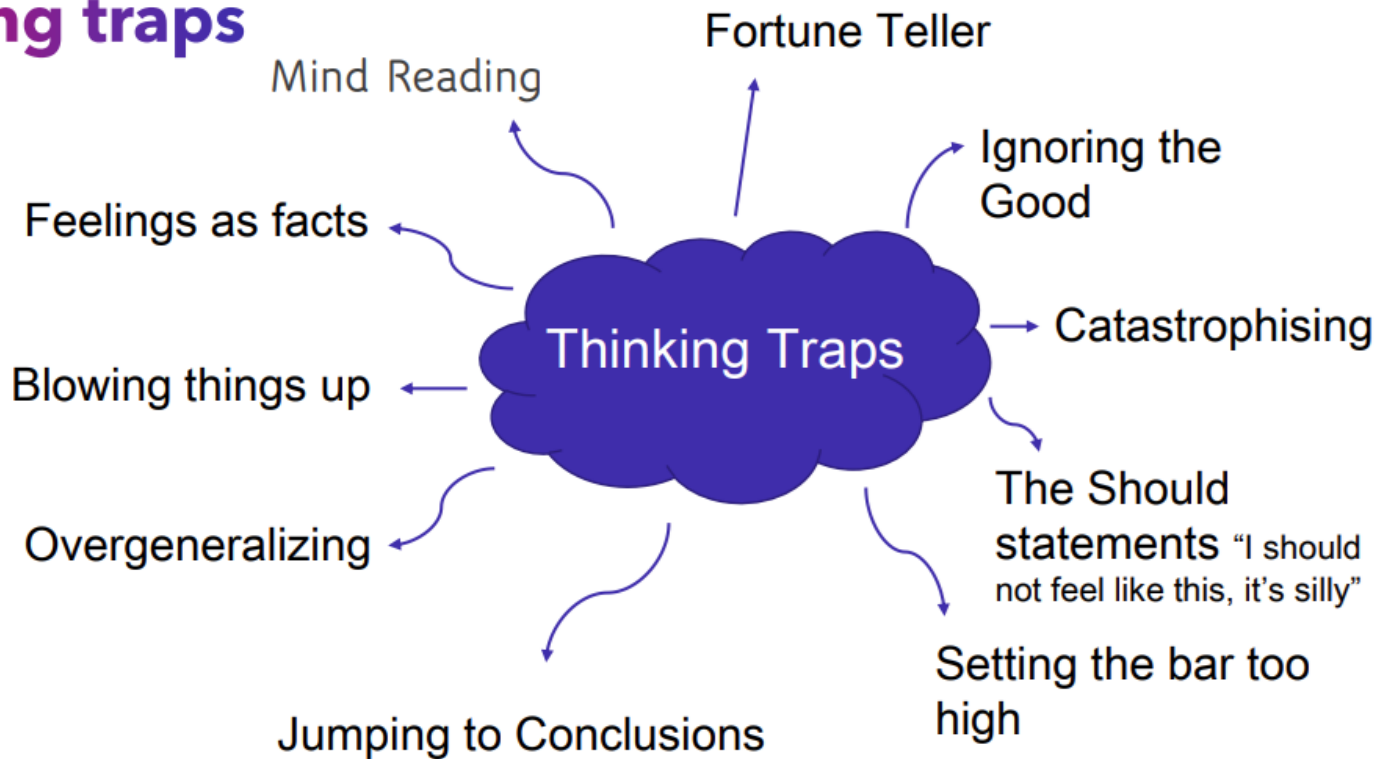 ng traps
Fortune Teller
Mind Reading
Ignoring the
Good
Feelings as facts
Catastrophising
Thinking Traps
Blowing things up
The Should
statements “I should
not feel like this, it’s silly”
Overgeneralizing
Setting the bar too
high
Jumping to Conclusions